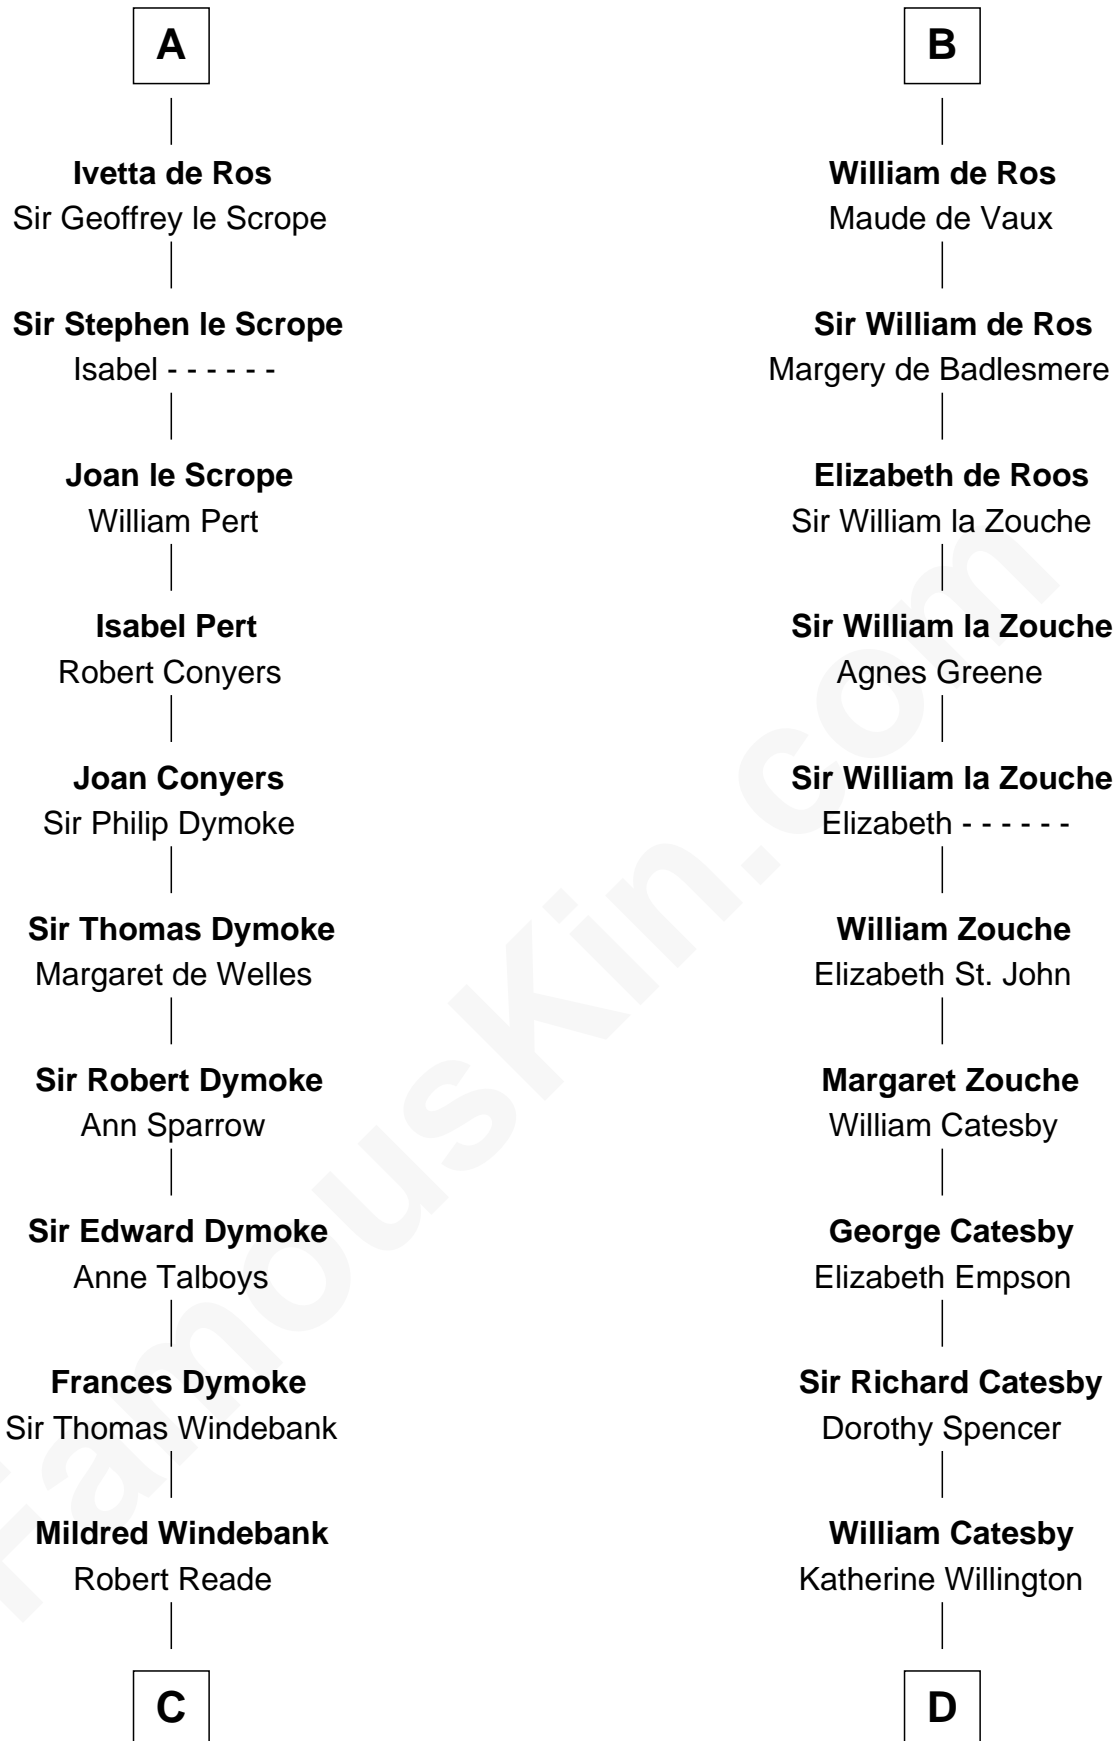 A
Ivetta de Ros
Sir Geoffrey le Scrope
Sir Stephen le Scrope
Isabel - - - - - -
Joan le Scrope
William Pert
Isabel Pert
Robert Conyers
Joan Conyers
Sir Philip Dymoke
Sir Thomas Dymoke
Margaret de Welles
Sir Robert Dymoke
Ann Sparrow
Sir Edward Dymoke
Anne Talboys
Frances Dymoke
Sir Thomas Windebank
Mildred Windebank
Robert Reade
C
B
William de Ros
Maude de Vaux
Sir William de Ros
Margery de Badlesmere
Elizabeth de Roos
Sir William la Zouche
Sir William la Zouche
Agnes Greene
Sir William la Zouche
Elizabeth - - - - - -
William Zouche
Elizabeth St. John
Margaret Zouche
William Catesby
George Catesby
Elizabeth Empson
Sir Richard Catesby
Dorothy Spencer
William Catesby
Katherine Willington
D
FamousKin.com